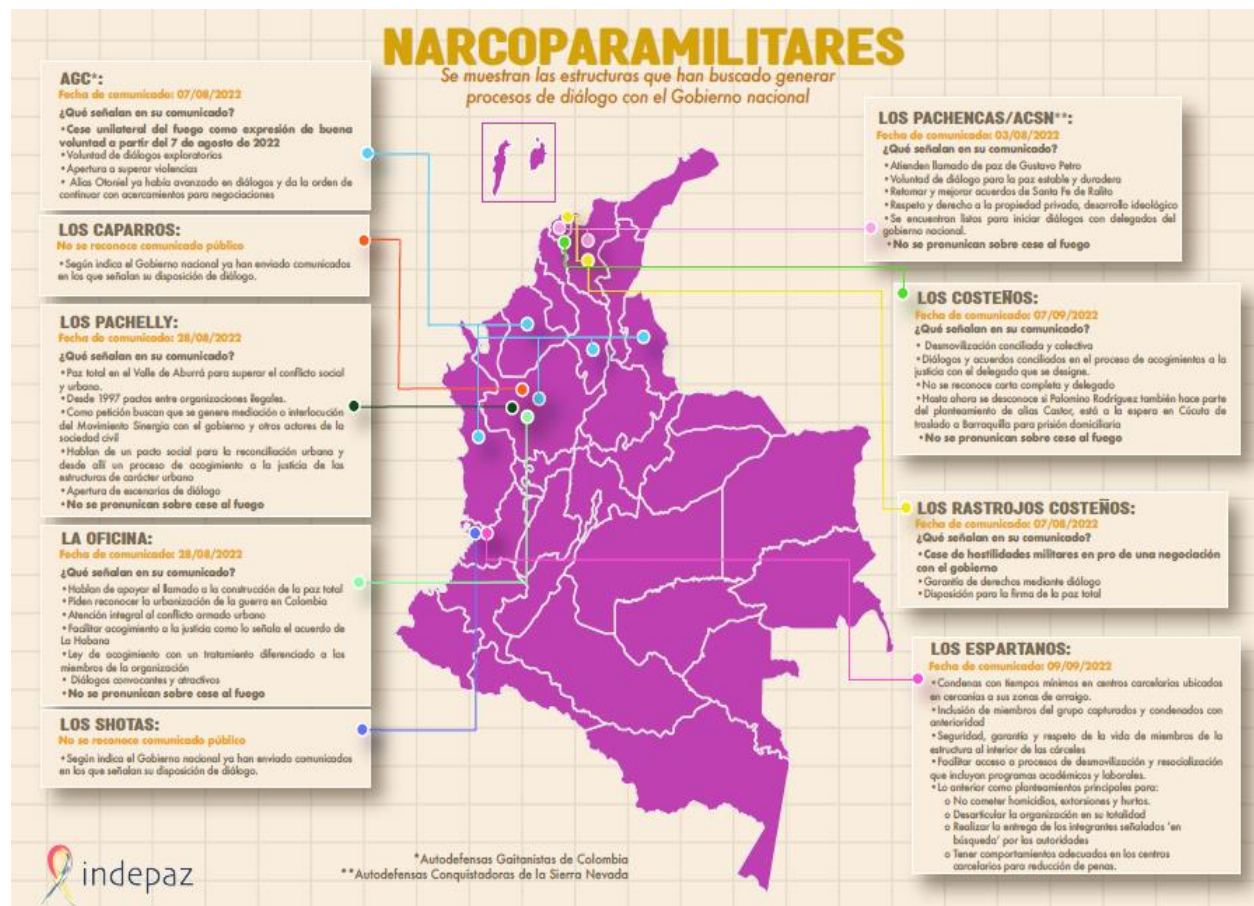 NARCOPARAMILITARES
Se muestran las estructuras que han buscado generar
procesos de diálogo con el Gobierno nacional
AGC*:
Fecha de comunicado: 07/08/2022
¿Qué señalan en su comunicado?
•Cese unilateral del fuego como expresión de buena
voluntad a partir del 7 de agosto de 2022
•Voluntad de diálogos exploratorios
•Apertura a superar violencias
• Alias Otoniel ya había avanzado en diálogos y da la orden de
continuar con acercamientos para negociaciones
LOS CAPARROS:
No se reconoce comunicado público
•Según indica el Gobierno nacional ya han enviado comunicados
en los que señalan su disposición de diálogo.
LOS PACHELLY:
Fecha de comunicado: 28/08/2022
¿Qué señalan en su comunicado?
•Paz total en el Valle de Aburrá para superar el conflicto social
y urbano.
•Desde 1997 pactos entre organizaciones ilegales.
•Como petición buscan que se genere mediación o interlocución
del Movimiento Sinergia con el gobierno y otros actores de la
sociedad civil
•Hablan de un pacto social para la reconciliación urbana y
desde allí un proceso de acogimiento a la justicia de las
estructuras de carácter urbano
•Apertura de escenarios de diálogo
•No se pronunican sobre cese al fuego
LA OFICINA:
Fecha de comunicado: 28/08/2022
¿Qué señalan en su comunicado?
•Hablan de apoyar el llamado a la construcción de la paz total
•Piden reconocer la urbanización de la guerra en Colombia
•Atención integral al conflicto armado urbano
•Facilitar acogimiento a la justicia como lo señala el acuerdo de
La Habana
•Ley de acogimiento con un tratamiento diferenciado a los
miembros de la organización
• Diálogos convocantes y atractivos
•No se pronunican sobre cese al fuego
LOS SHOTAS:
No se reconoce comunicado público
•Según indica el Gobierno nacional ya han enviado comunicados
en los que señalan su disposición de diálogo.
LOS PACHENCAS/ACSN**:
Fecha de comunicado: 03/08/2022
¿Qué señalan en su comunicado?
•Atienden llamado de paz de Gustavo Petro
•Voluntad de diálogo para la paz estable y duradera
•Retomar y mejorar acuerdos de Santa Fe de Ralito
•Respeto y derecho a la propiedad privada, desarrollo ideológico
•Se encuentran listos para iniciar diálogos con delegados del
gobierno nacional.
•No se pronunican sobre cese al fuego
LOS COSTEÑOS:
Fecha de comunicado: 07/09/2022
¿Qué señalan en su comunicado?
• Desmovilización conciliada y colectiva
•Diálogos y acuerdos conciliados en el proceso de acogimientos a la
justicia con el delegado que se designe.
•No se reconoce carta completa y delegado
•Hasta ahora se desconoce si Palomino Rodríguez también hace parte
del planteamiento de alias Castor, está a la espera en Cúcuta de
traslado a Barraquilla para prisión domiciliaria
•No se pronunican sobre cese al fuego
LOS RASTROJOS COSTEÑOS:
Fecha de comunicado: 07/08/2022
¿Qué señalan en su comunicado?
•Cese de hostilidades militares en pro de una negociación
con el gobierno
•Garantía de derechos mediante diálogo
•Disposición para la firma de la paz total
LOS ESPARTANOS:
Fecha de comunicado: 09/09/2022
•Condenas con tiempos mínimos en centros carcelarios ubicados
en cercanías a sus zonas de arraigo.
•Inclusión de miembros del grupo capturados y condenados con
anterioridad
•Seguridad, garantía y respeto de la vida de miembros de la
estructura al interior de las cárceles
•Facilitar acceso a procesos de desmovilización y resocialización
que incluyan programas académicos y laborales.
•Lo anterior como planteamientos principales para:
o No cometer homicidios, extorsiones y hurtos.
o Desarticular la organización en su totalidad
o Realizar la entrega de los integrantes señalados 'en
búsqueda' por las autoridades
o Tener comportamientos adecuados en los centros
carcelarios para reducción de penas.
*Autodefensas Gaitanistas de Colombia
**Autodefensas Conquistadoras de la Sierra Nevada
indepaz